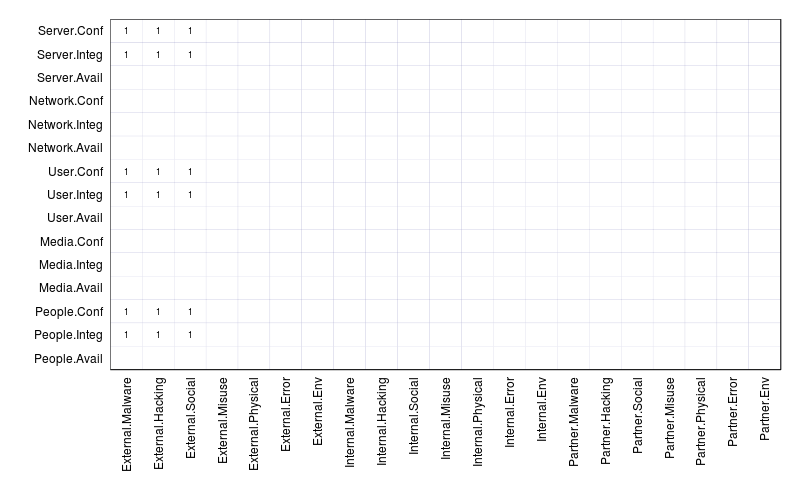 Server.Conf 1 1 1
Server.Integ 1 1 1
Server.Avail
Network.Conf
Network.Integ
Network.Avail
User.Conf 1 1 1
User.Integ 1 1 1
User.Avail
Media.Conf
Media.Integ
Media.Avail
People.Conf 1 1 1
People.Integ 1 1 1
People.Avail
External.Malware
External.Hacking
External.Social
External.Misuse
External.Physical
External.Error
External.Env
Internal.Malware
Internal.Hacking
Internal.Social
Internal.Misuse
Internal.Physical
Internal.Error
Internal.Env
Partner.Malware
Partner.Hacking
Partner.Social
Partner.Misuse
Partner.Physical
Partner.Error
Partner.Env